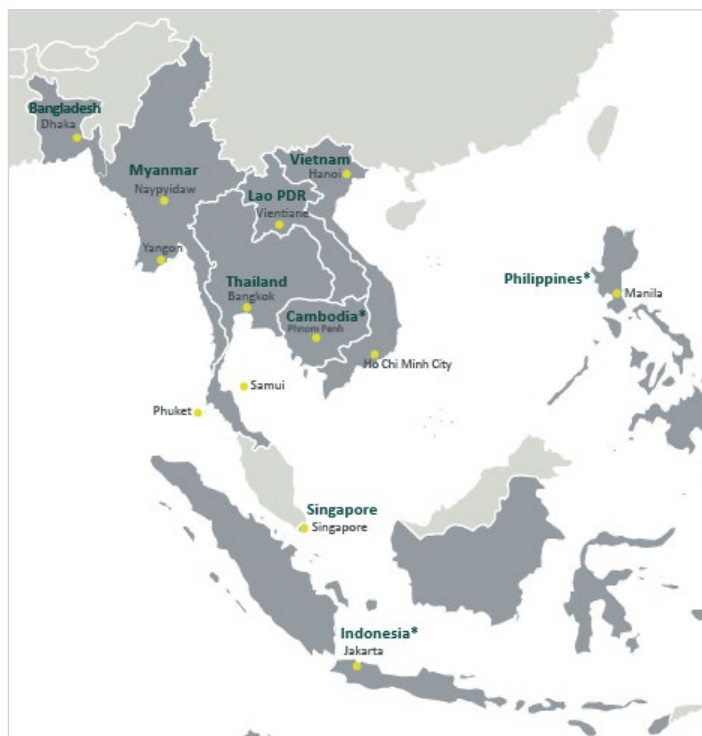 Bangladesh
Dhaka
Vietnam
Hanoi
Myanmar
Naypyidaw
Lao PDR
Vientiane
Yangon
Thailand
Bangkok
Philippines*
Manila
Cambodia*
Phnom Penh
Ho Chi Minh City
Samui
Phuket
Singapore
Singapore
Indonesia*
Jakarta